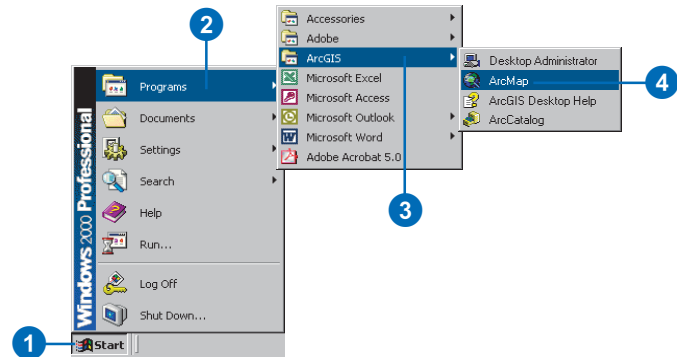 2
Accessories
Adobe
ArcGIS
Microsoft Excel
Microsoft Access
Microsoft Outlook
Microsoft Word
Adobe Acrobat 5.0
3
Desktop Administrator
ArcMap
ArcGIS Desktop Help
ArcCatalog
4
Windows 2000 Professional
Programs
Documents
Settings
Search
Help
Run...
Log Off
Shut Down...
1
Start